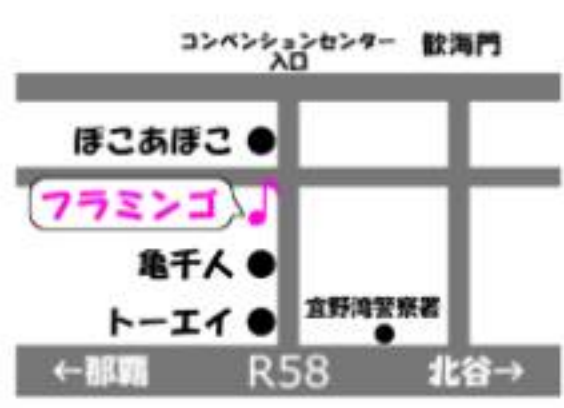 コンベンションセンター 歓海門
入口
ぽこあぽこ
フラミンゴ
亀千人
トーエイ
宜野湾警察署
←那覇 R58 北谷→